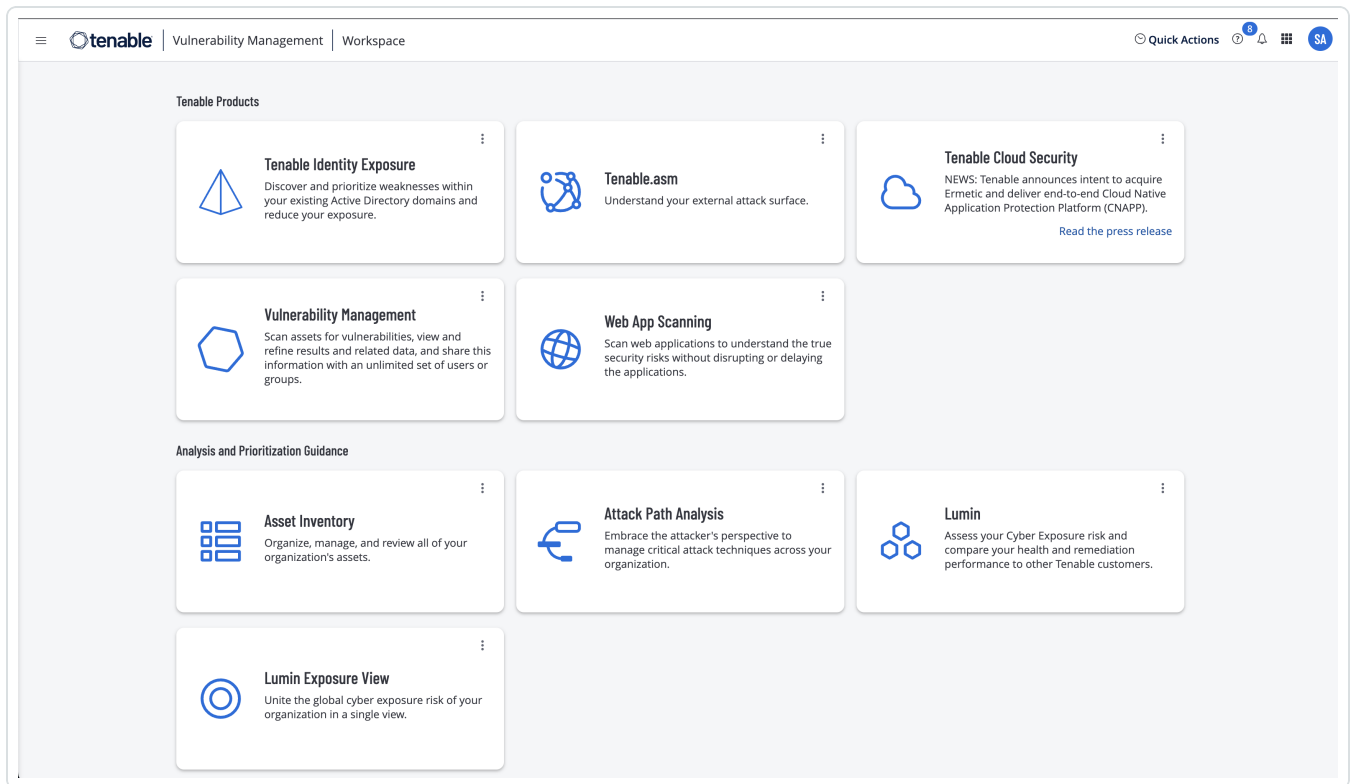 tenable
Vulnerability Management
Workspace
Quick Actions
8
SA
Tenable Products
Tenable Identity Exposure
Discover and prioritize weaknesses within
your existing Active Directory domains and
reduce your exposure.
Tenable.asm
Understand your external attack surface.
Tenable Cloud Security
NEWS: Tenable announces intent to acquire
Ermetic and deliver end-to-end Cloud Native
Application Protection Platform (CNAPP).
Read the press release
Vulnerability Management
Scan assets for vulnerabilities, view and
refine results and related data, and share this
information with an unlimited set of users or
groups.
Web App Scanning
Scan web applications to understand the true
security risks without disrupting or delaying
the applications.
Analysis and Prioritization Guidance
Asset Inventory
Organize, manage, and review all of your
organization's assets.
Attack Path Analysis
Embrace the attacker's perspective to
manage critical attack techniques across your
organization.
Lumin
Assess your Cyber Exposure risk and
compare your health and remediation
performance to other Tenable customers.
Lumin Exposure View
Unite the global cyber exposure risk of your
organization in a single view.